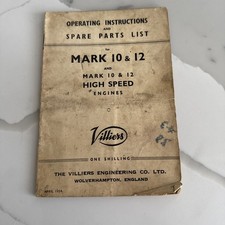 OPERATING INSTRUCTIONS
AND
SPARE PARTS LIST
for
MARK 10 & 12
AND
MARK 10 & 12
HIGH SPEED
ENGINES
Villiers
ONE SHILLING
THE VILLIERS ENGINEERING CO. LTD.
WOLVERHAMPTON, ENGLAND